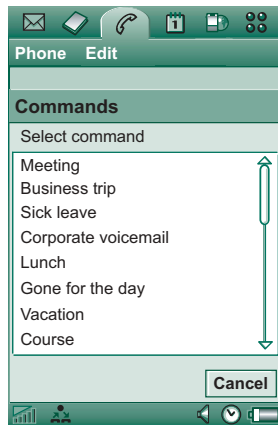 1
Phone Edit
Commands
Select command
Meeting
Business trip
Sick leave
Corporate voicemail
Lunch
Gone for the day
Vacation
Course
Cancel